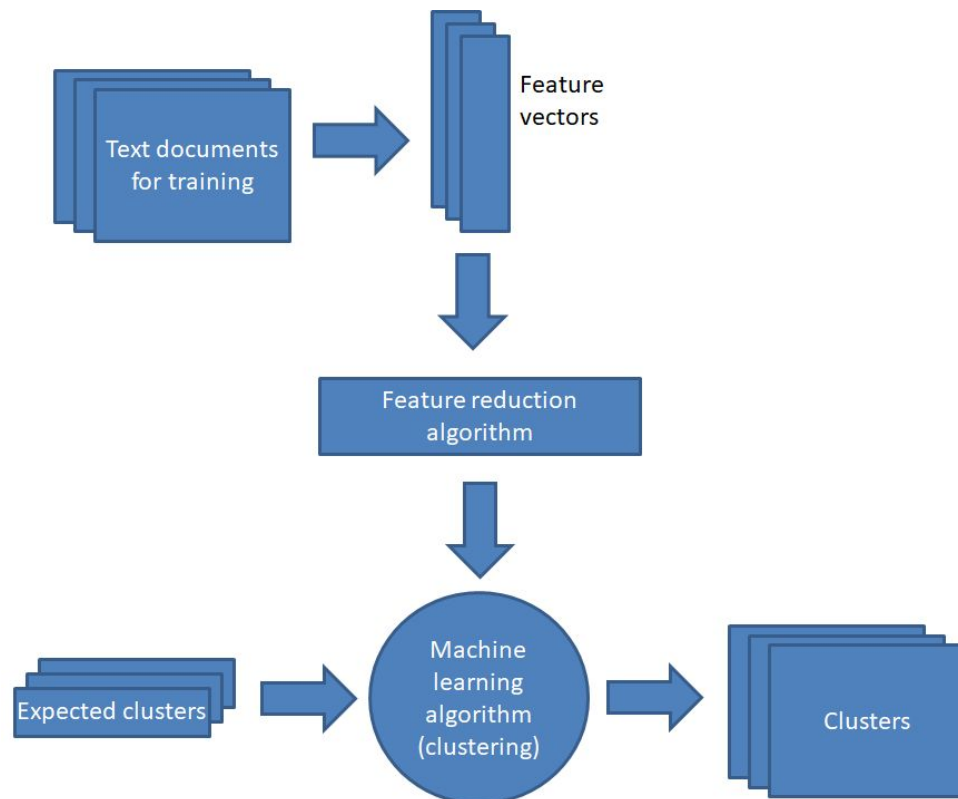 Text documents
for training
Feature
vectors
Feature reduction
algorithm
Expected clusters
Machine
learning
algorithm
(clustering)
Clusters